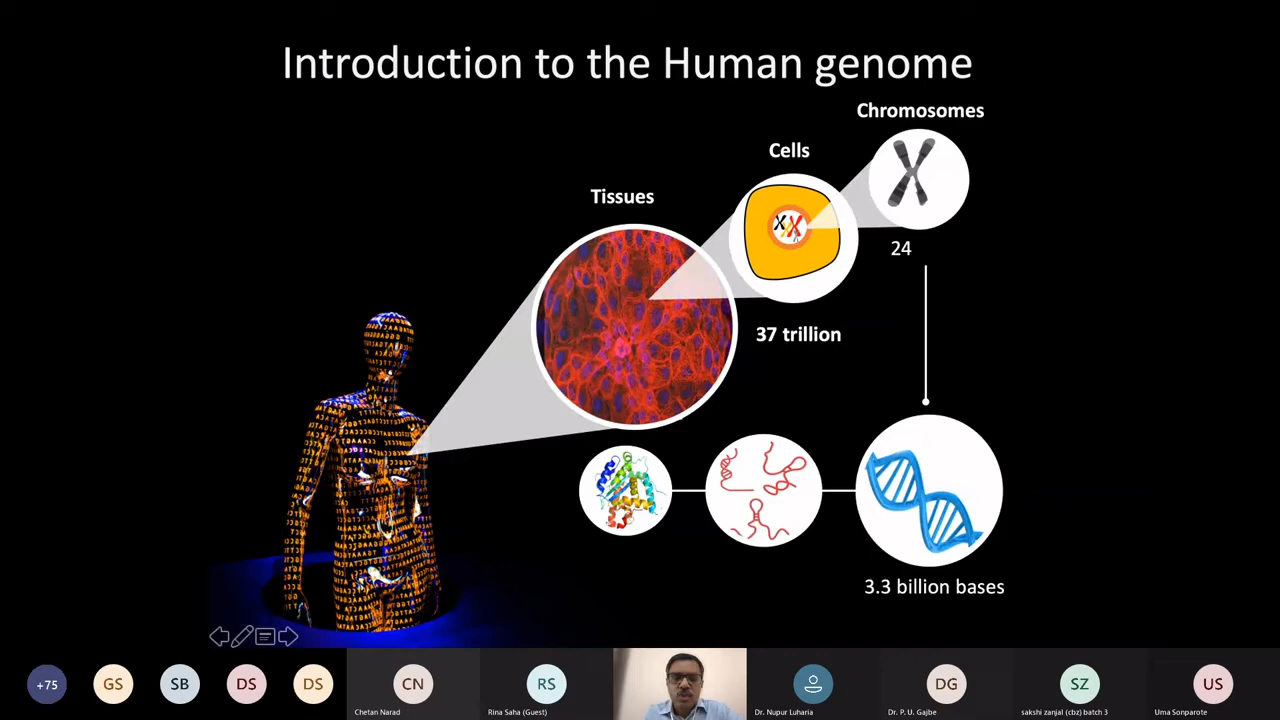 Introduction to the Human genome
Chromosomes
Cells
Tissues
24
37 trillion
3.3 billion bases
+75
GS
SB
DS
DS
CN
Chetan Narad
RS
Rina Saha (Guest)
Dr. Nupur Luharia
DG
Dr. P. U. Gajbe
SZ
sakshi zanjal (cbz) batch 3
US
Uma Sonparote